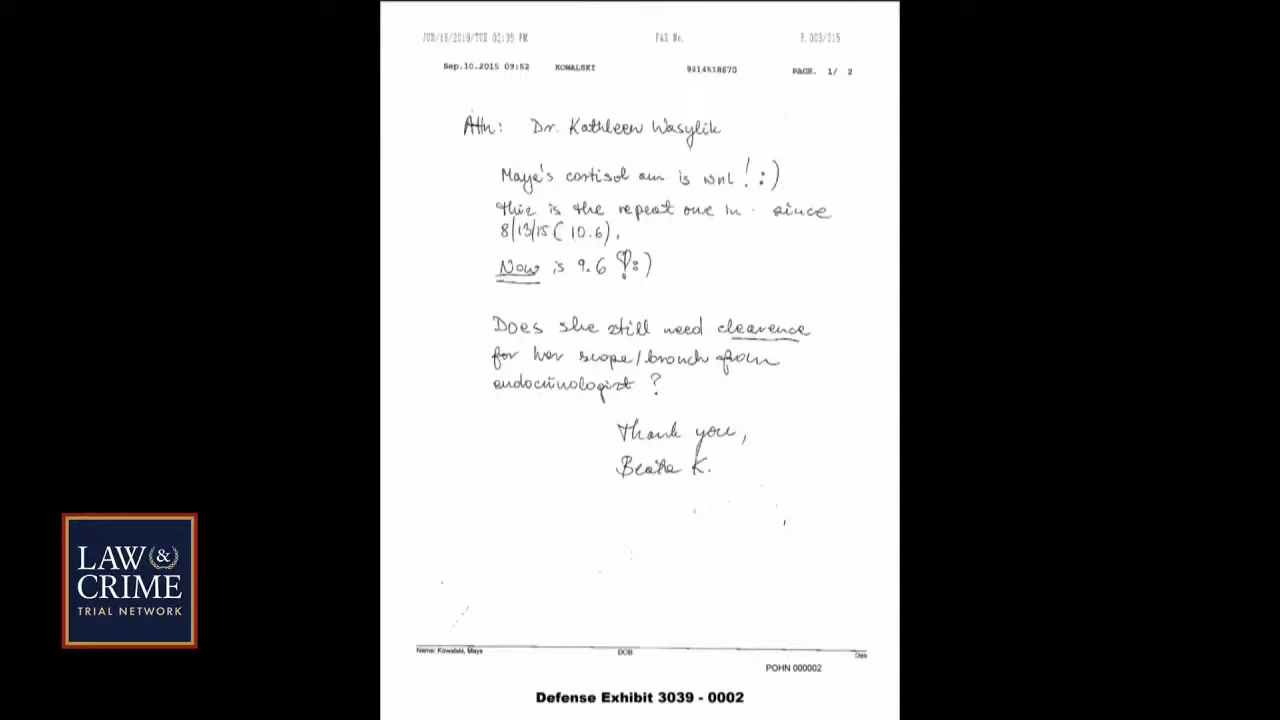 JUN/18/2019/TUE 02:35 PM FAX No. P. 003/015
Sep.10.2015 09:52 KOWALSKI 9414518670 PAGE. 1/ 2
Attn: Dr. Kathleen Wasylik
Maya's cortisol am is wnl!:)
this is the repeat one in since
8/13/15 (10.6).
Now is 9.6 !:)
Does she still need clearence
for her scope/bronch from
endocrinologist?
Thank you,
Beata K.
LAW &
CRIME
TRIAL NETWORK
Name: Kowalski, Maya DOB
POHN 000002
Defense Exhibit 3039 - 0002